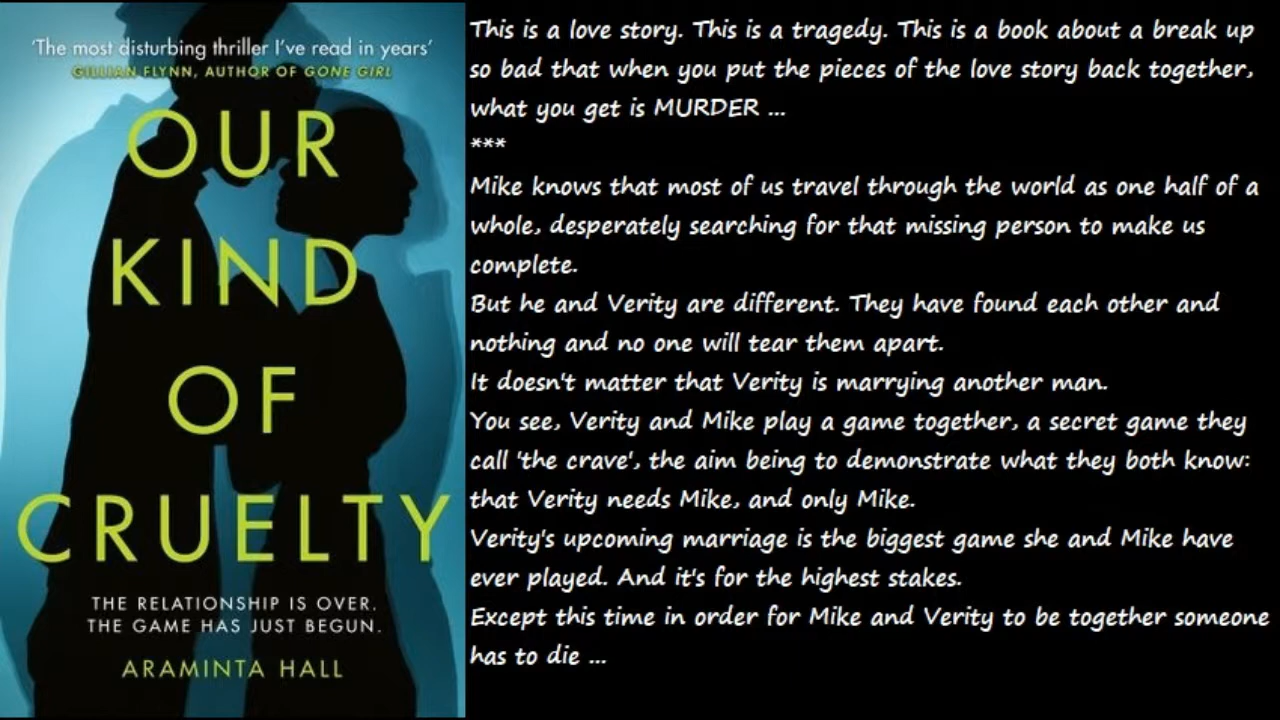 'The most disturbing thriller I've read in years'
GILLIAN FLYNN, AUTHOR OF GONE GIRL
OUR
KIND
OF
CRUELTY
THE RELATIONSHIP IS OVER.
THE GAME HAS JUST BEGUN.
ARAMINTA HALL
This is a love story. This is a tragedy. This is a book about a break up
so bad that when you put the pieces of the love story back together,
what you get is MURDER ...
***
Mike knows that most of us travel through the world as one half of a
whole, desperately searching for that missing person to make us
complete.
But he and Verity are different. They have found each other and
nothing and no one will tear them apart.
It doesn't matter that Verity is marrying another man.
You see, Verity and Mike play a game together, a secret game they
call 'the crave', the aim being to demonstrate what they both know:
that Verity needs Mike, and only Mike.
Verity's upcoming marriage is the biggest game she and Mike have
ever played. And it's for the highest stakes.
Except this time in order for Mike and Verity to be together someone
has to die ...